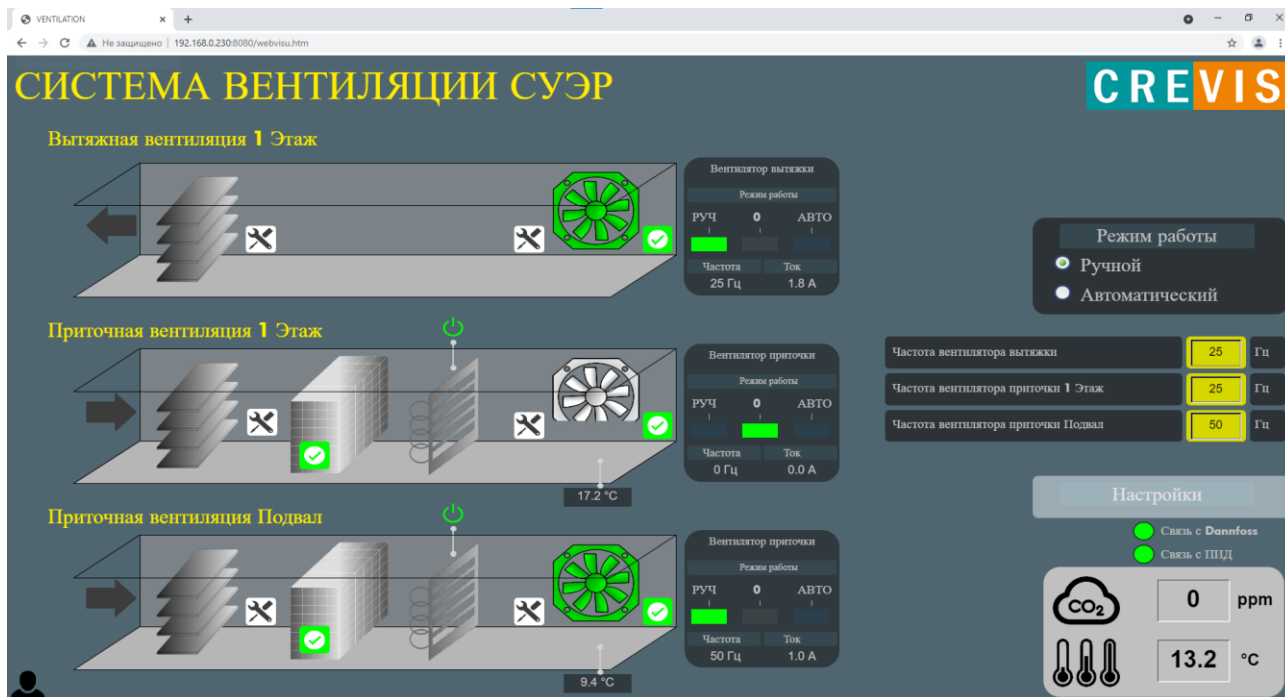 VENTILATION
Не защищено
192.168.0.230:8080/webvisu.htm
СИСТЕМА ВЕНТИЛЯЦИИ СУЭР
CREVIS
Вытяжная вентиляция 1 Этаж
Вентилятор вытяжки
Режим работы
РУЧ 0 АВТО
Частота Ток
25 Гц 1.8 А
Режим работы
Ручной
Автоматический
Приточная вентиляция 1 Этаж
Вентилятор приточки
Режим работы
РУЧ 0 АВТО
Частота Ток
0 Гц 0.0 А
17.2 °C
Частота вентилятора вытяжки 25 Гц
Частота вентилятора приточки 1 Этаж 25 Гц
Частота вентилятора приточки Подвал 50 Гц
Приточная вентиляция Подвал
Вентилятор приточки
Режим работы
РУЧ 0 АВТО
Частота Ток
50 Гц 1.0 А
9.4 °C
Настройки
Связь с Dannfoss
Связь с ПНД
CO2 0 ppm
13.2 °C